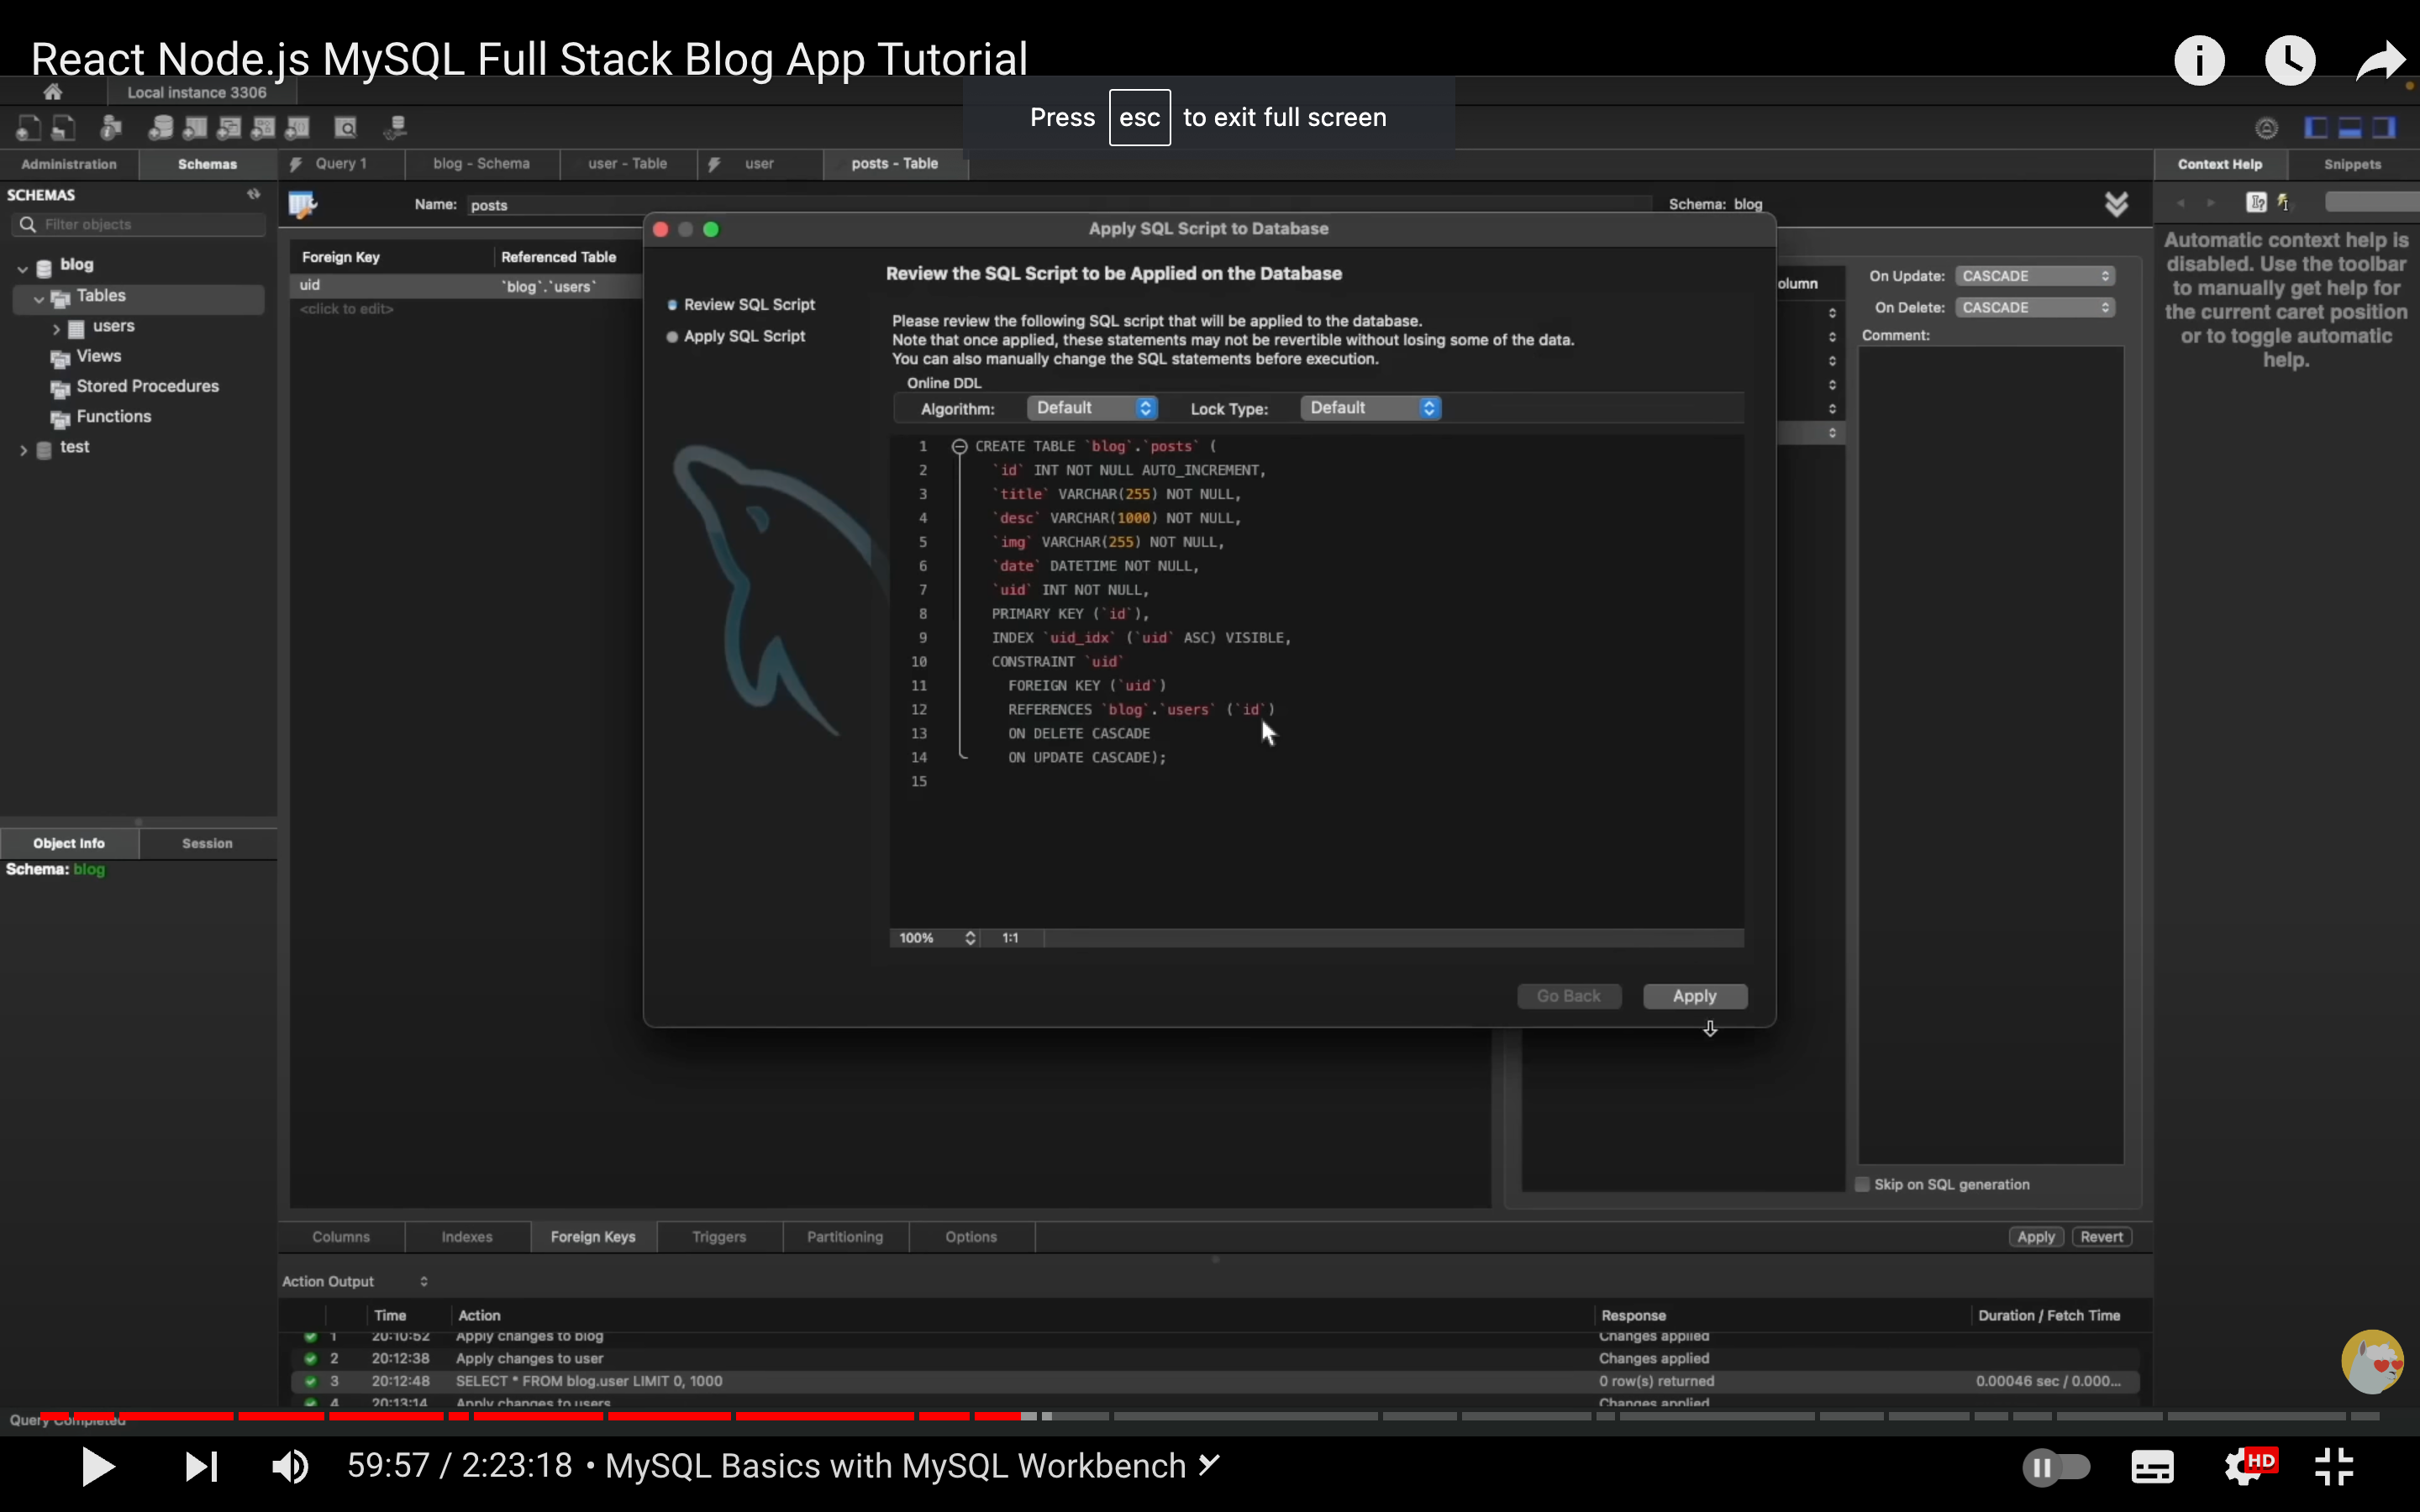 React Node.js MySQL Full Stack Blog App Tutorial
Local instance 3306
Press esc to exit full screen
Administration Schemas Query 1 blog - Schema user - Table user posts - Table Context Help Snippets
SCHEMAS
Filter objects
blog
Tables
users
Views
Stored Procedures
Functions
test
Object Info Session
Schema: blog
Name: posts Schema: blog
Foreign Key Referenced Table
uid `blog`.`users`
<click to edit>
olumn
On Update: CASCADE
On Delete: CASCADE
Comment:
Skip on SQL generation
Automatic context help is
disabled. Use the toolbar
to manually get help for
the current caret position
or to toggle automatic
help.
Apply SQL Script to Database
Review the SQL Script to be Applied on the Database
Review SQL Script
Apply SQL Script
Please review the following SQL script that will be applied to the database.
Note that once applied, these statements may not be revertible without losing some of the data.
You can also manually change the SQL statements before execution.
Online DDL
Algorithm: Default Lock Type: Default
1 CREATE TABLE `blog`.`posts` (
2 `id` INT NOT NULL AUTO_INCREMENT,
3 `title` VARCHAR(255) NOT NULL,
4 `desc` VARCHAR(1000) NOT NULL,
5 `img` VARCHAR(255) NOT NULL,
6 `date` DATETIME NOT NULL,
7 `uid` INT NOT NULL,
8 PRIMARY KEY (`id`),
9 INDEX `uid_idx` (`uid` ASC) VISIBLE,
10 CONSTRAINT `uid`
11 FOREIGN KEY (`uid`)
12 REFERENCES `blog`.`users` (`id`)
13 ON DELETE CASCADE
14 ON UPDATE CASCADE);
15
100% 1:1
Go Back Apply
Columns Indexes Foreign Keys Triggers Partitioning Options Apply Revert
Action Output
Time Action Response Duration / Fetch Time
1 20:10:52 Apply changes to blog Changes applied
2 20:12:38 Apply changes to user Changes applied
3 20:12:48 SELECT * FROM blog.user LIMIT 0, 1000 0 row(s) returned 0.00046 sec / 0.000...
4 20:13:14 Apply changes to users Changes applied
Query Completed
59:57 / 2:23:18 • MySQL Basics with MySQL Workbench
HD